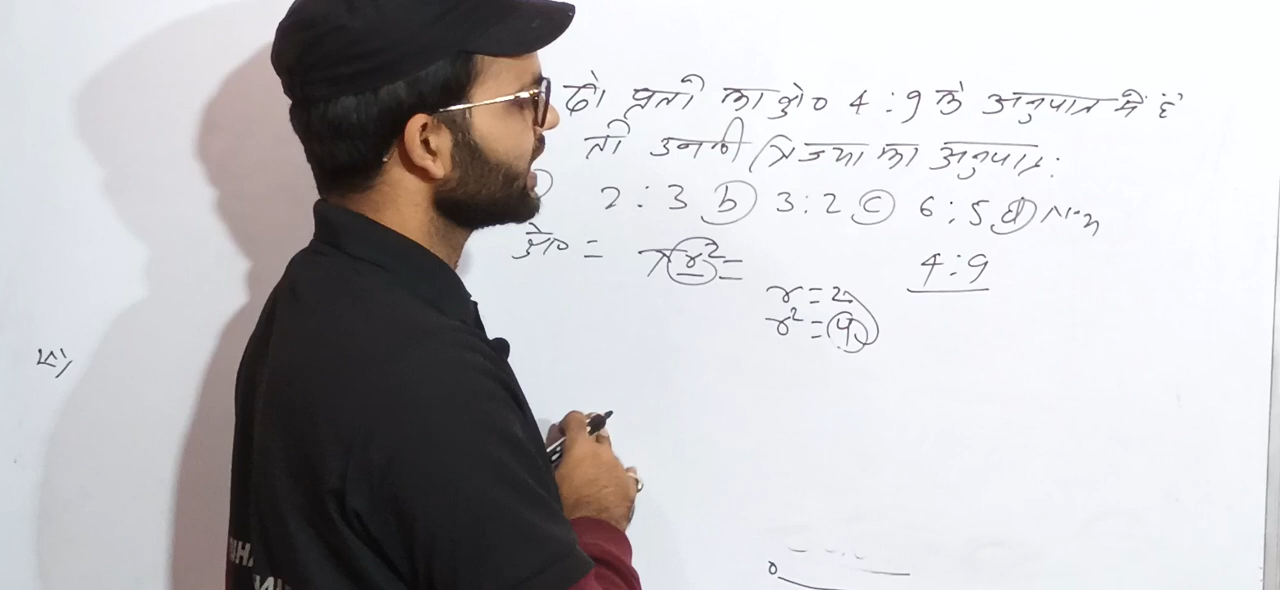 दो वृतो का क्षे० 4 : 9 के अनुपात में है
तो उनकी त्रिज्या का अनुपात :
2 : 3 (b) 3 : 2 (c) 6 : 5 (d)
क्षे० = πr² = 4 : 9
r = 2
r² = 4